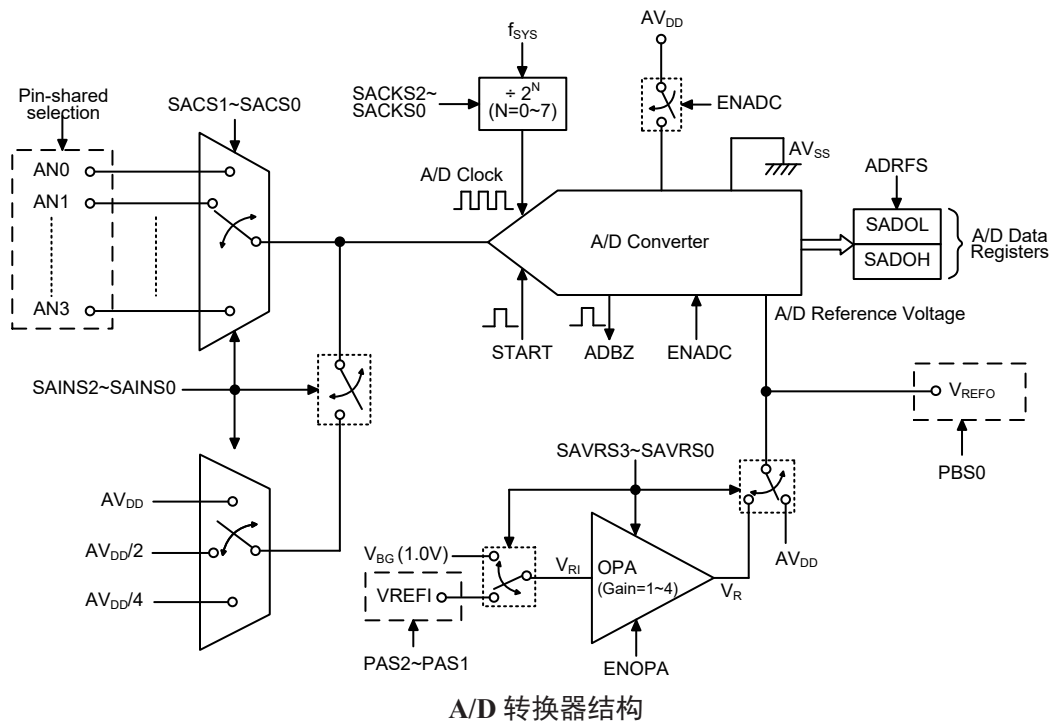 f_SYS
÷ 2^N
(N=0~7)
SACKS2~
SACKS0
A/D Clock
AV_DD
ENADC
AV_SS
Pin-shared
selection
SACS1~SACS0
AN0
AN1
AN3
A/D Converter
ADRFS
SADOL
SADOH
A/D Data
Registers
START
ADBZ
ENADC
A/D Reference Voltage
SAINS2~SAINS0
V_REFO
PBS0
AV_DD
AV_DD/2
AV_DD/4
SAVRS3~SAVRS0
V_BG (1.0V)
VREFI
PAS2~PAS1
V_RI
OPA
(Gain=1~4)
V_R
ENOPA
AV_DD
A/D 转换器结构